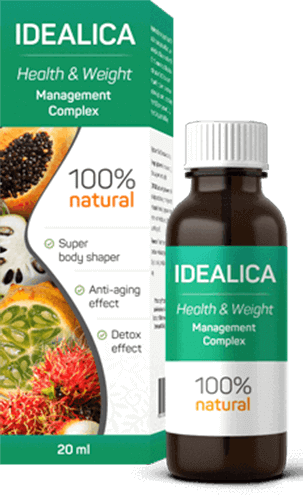 IDEALICA
Health & Weight
Management
Complex
100%
natural
Super
body shaper
Anti-aging
effect
Detox
effect
20 ml
IDEALICA
Health & Weight
Management
Complex
100%
natural